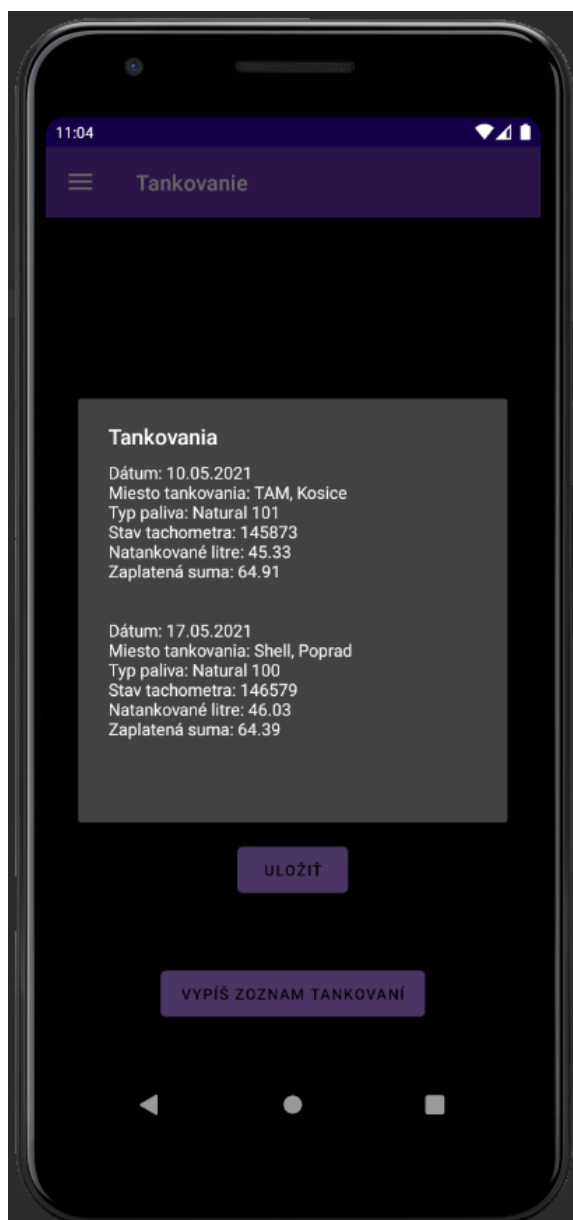 11:04
Tankovanie
Tankovania
Dátum: 10.05.2021
Miesto tankovania: TAM, Kosice
Typ paliva: Natural 101
Stav tachometra: 145873
Natankované litre: 45.33
Zaplatená suma: 64.91
Dátum: 17.05.2021
Miesto tankovania: Shell, Poprad
Typ paliva: Natural 100
Stav tachometra: 146579
Natankované litre: 46.03
Zaplatená suma: 64.39
ULOŽIŤ
VYPÍŠ ZOZNAM TANKOVANÍ